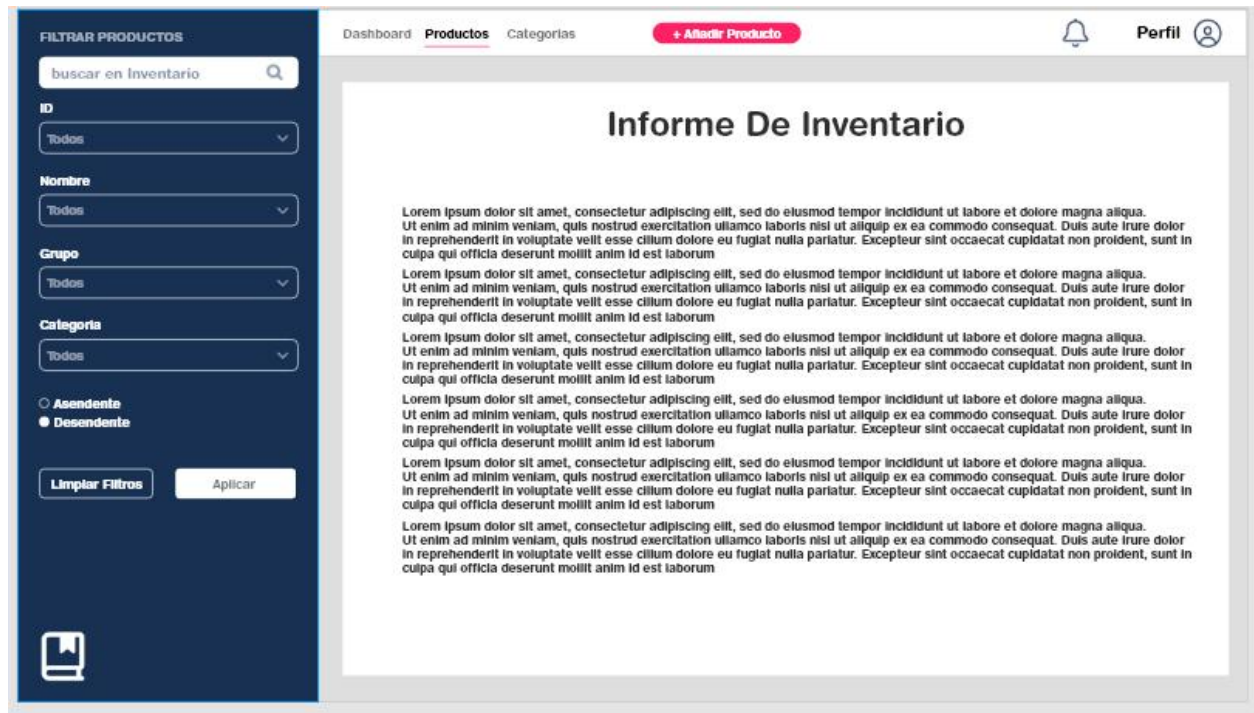 FILTRAR PRODUCTOS
buscar en Inventario
ID
Todos
Nombre
Todos
Grupo
Todos
Categoria
Todos
Asendente
Desendente
Limpiar Filtros
Aplicar
Dashboard
Productos
Categorias
+ Añadir Producto
Perfil
Informe De Inventario
Lorem ipsum dolor sit amet, consectetur adipiscing elit, sed do eiusmod tempor incididunt ut labore et dolore magna aliqua.
Ut enim ad minim veniam, quis nostrud exercitation ullamco laboris nisi ut aliquip ex ea commodo consequat. Duis aute irure dolor
in reprehenderit in voluptate velit esse cillum dolore eu fugiat nulla pariatur. Excepteur sint occaecat cupidatat non proident, sunt in
culpa qui officia deserunt mollit anim id est laborum
Lorem ipsum dolor sit amet, consectetur adipiscing elit, sed do eiusmod tempor incididunt ut labore et dolore magna aliqua.
Ut enim ad minim veniam, quis nostrud exercitation ullamco laboris nisi ut aliquip ex ea commodo consequat. Duis aute irure dolor
in reprehenderit in voluptate velit esse cillum dolore eu fugiat nulla pariatur. Excepteur sint occaecat cupidatat non proident, sunt in
culpa qui officia deserunt mollit anim id est laborum
Lorem ipsum dolor sit amet, consectetur adipiscing elit, sed do eiusmod tempor incididunt ut labore et dolore magna aliqua.
Ut enim ad minim veniam, quis nostrud exercitation ullamco laboris nisi ut aliquip ex ea commodo consequat. Duis aute irure dolor
in reprehenderit in voluptate velit esse cillum dolore eu fugiat nulla pariatur. Excepteur sint occaecat cupidatat non proident, sunt in
culpa qui officia deserunt mollit anim id est laborum
Lorem ipsum dolor sit amet, consectetur adipiscing elit, sed do eiusmod tempor incididunt ut labore et dolore magna aliqua.
Ut enim ad minim veniam, quis nostrud exercitation ullamco laboris nisi ut aliquip ex ea commodo consequat. Duis aute irure dolor
in reprehenderit in voluptate velit esse cillum dolore eu fugiat nulla pariatur. Excepteur sint occaecat cupidatat non proident, sunt in
culpa qui officia deserunt mollit anim id est laborum
Lorem ipsum dolor sit amet, consectetur adipiscing elit, sed do eiusmod tempor incididunt ut labore et dolore magna aliqua.
Ut enim ad minim veniam, quis nostrud exercitation ullamco laboris nisi ut aliquip ex ea commodo consequat. Duis aute irure dolor
in reprehenderit in voluptate velit esse cillum dolore eu fugiat nulla pariatur. Excepteur sint occaecat cupidatat non proident, sunt in
culpa qui officia deserunt mollit anim id est laborum
Lorem ipsum dolor sit amet, consectetur adipiscing elit, sed do eiusmod tempor incididunt ut labore et dolore magna aliqua.
Ut enim ad minim veniam, quis nostrud exercitation ullamco laboris nisi ut aliquip ex ea commodo consequat. Duis aute irure dolor
in reprehenderit in voluptate velit esse cillum dolore eu fugiat nulla pariatur. Excepteur sint occaecat cupidatat non proident, sunt in
culpa qui officia deserunt mollit anim id est laborum